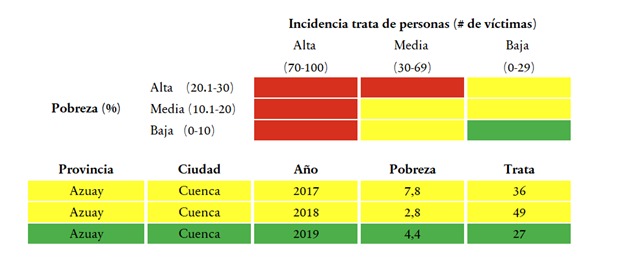 Incidencia trata de personas (# de víctimas)
Alta Media Baja
(70-100) (30-69) (0-29)
Alta (20.1-30)
Pobreza (%) Media (10.1-20)
Baja (0-10)
Provincia Ciudad Año Pobreza Trata
Azuay Cuenca 2017 7,8 36
Azuay Cuenca 2018 2,8 49
Azuay Cuenca 2019 4,4 27